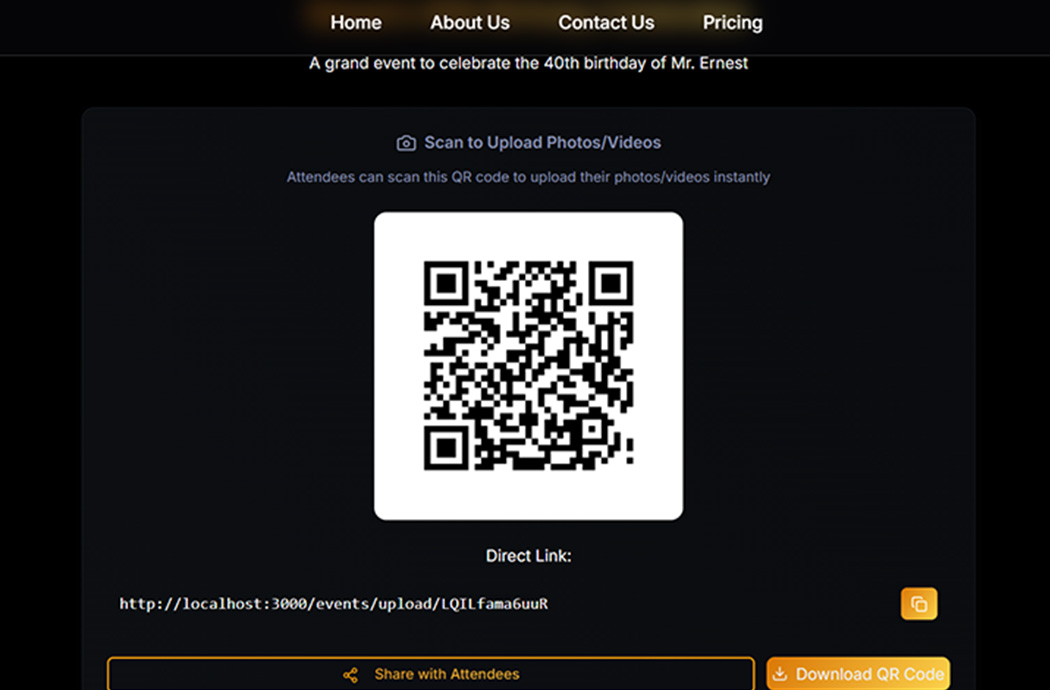 Home About Us Contact Us Pricing
A grand event to celebrate the 40th birthday of Mr. Ernest
Scan to Upload Photos/Videos
Attendees can scan this QR code to upload their photos/videos instantly
Direct Link:
http://localhost:3000/events/upload/LQILfama6uuR
Share with Attendees
Download QR Code